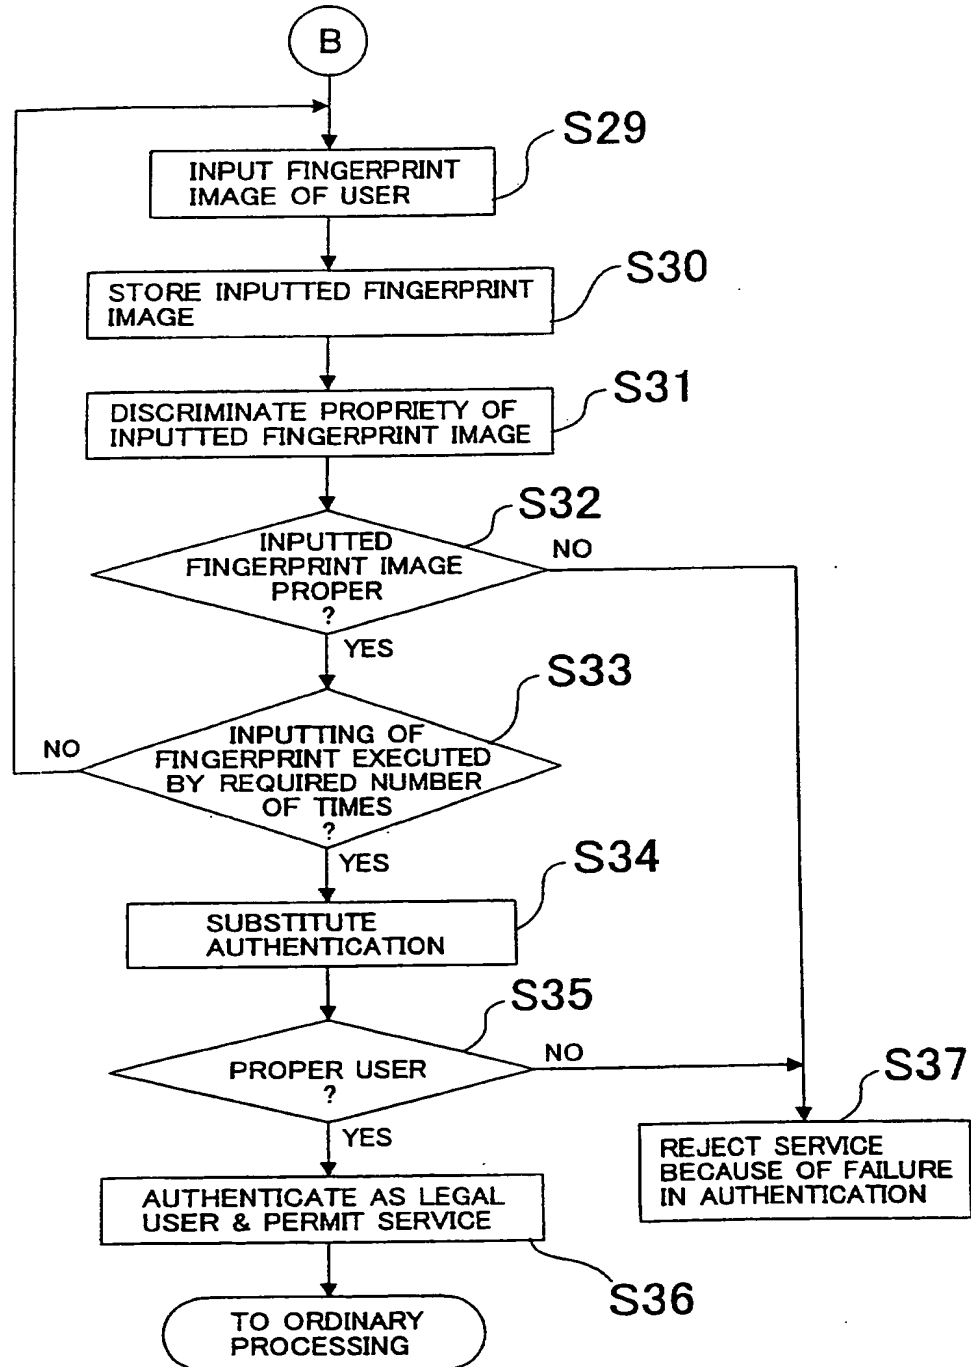 B
S29
INPUT FINGERPRINT
IMAGE OF USER
S30
STORE INPUTTED FINGERPRINT
IMAGE
S31
DISCRIMINATE PROPRIETY OF
INPUTTED FINGERPRINT IMAGE
S32
INPUTTED
FINGERPRINT IMAGE
PROPER
?
NO
YES
S33
INPUTTING OF
FINGERPRINT EXECUTED
BY REQUIRED NUMBER
OF TIMES
?
NO
YES
S34
SUBSTITUTE
AUTHENTICATION
S35
PROPER USER
?
NO
YES
S37
REJECT SERVICE
BECAUSE OF FAILURE
IN AUTHENTICATION
AUTHENTICATE AS LEGAL
USER & PERMIT SERVICE
S36
TO ORDINARY
PROCESSING